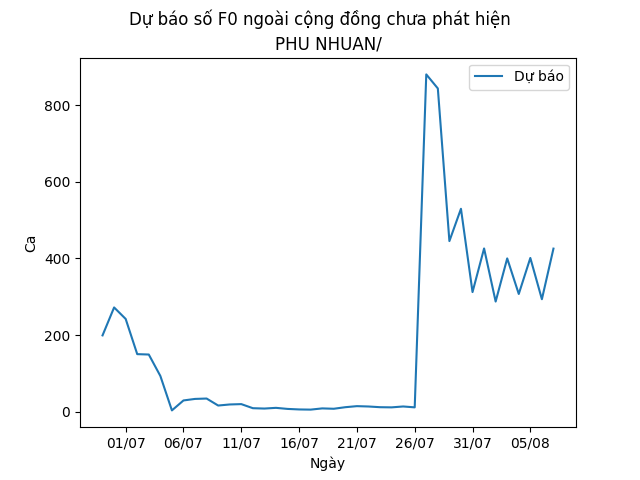 Dự báo số F0 ngoài cộng đồng chưa phát hiện
PHU NHUAN/
Dự báo
800
600
400
200
0
Ca
01/07 06/07 11/07 16/07 21/07 26/07 31/07 05/08
Ngày